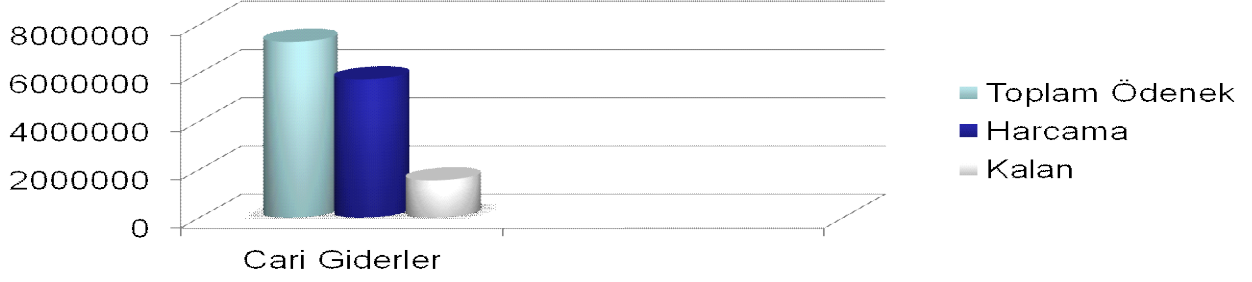 8000000
6000000
4000000
2000000
0
Cari Giderler
Toplam Ödenek
Harcama
Kalan